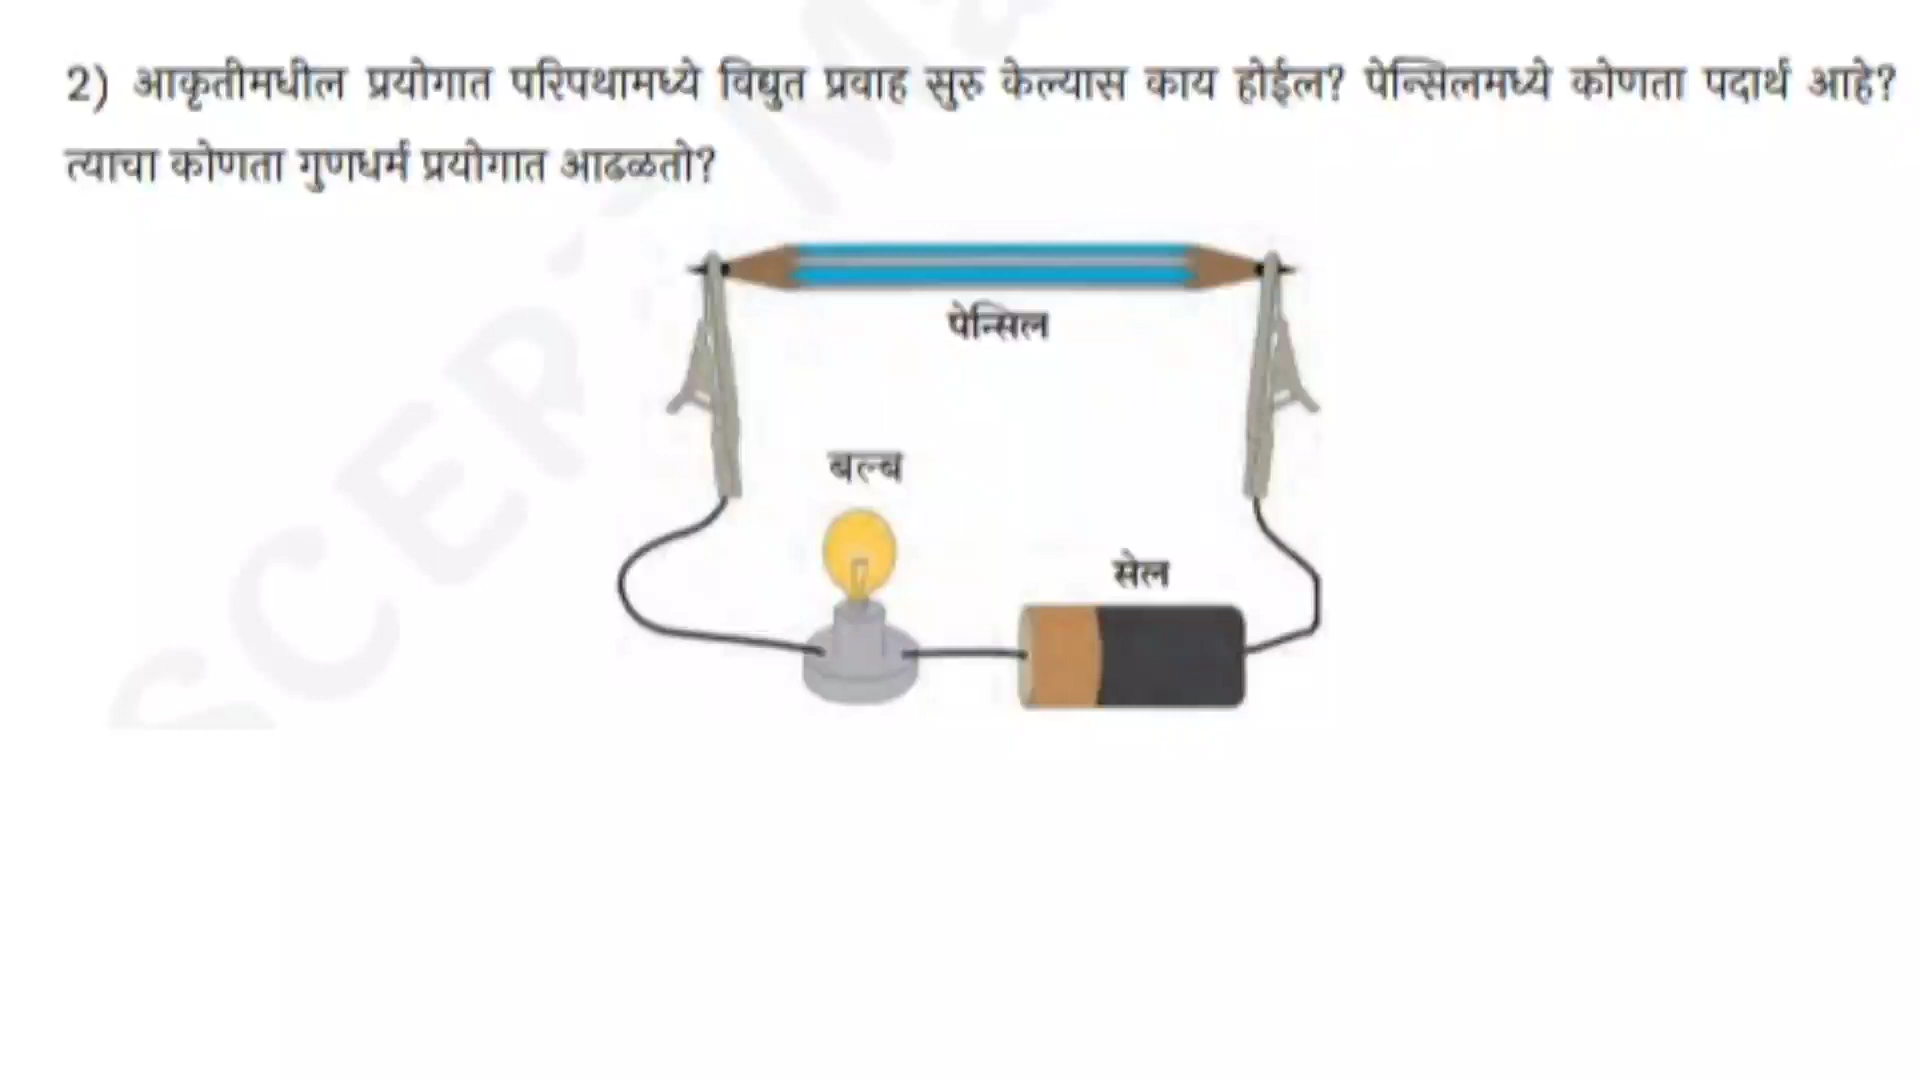 2) आकृतीमधील प्रयोगात परिपथामध्ये विद्युत प्रवाह सुरु केल्यास काय होईल? पेन्सिलमध्ये कोणता पदार्थ आहे?
त्याचा कोणता गुणधर्म प्रयोगात आढळतो?
पेन्सिल
बल्ब
सेल